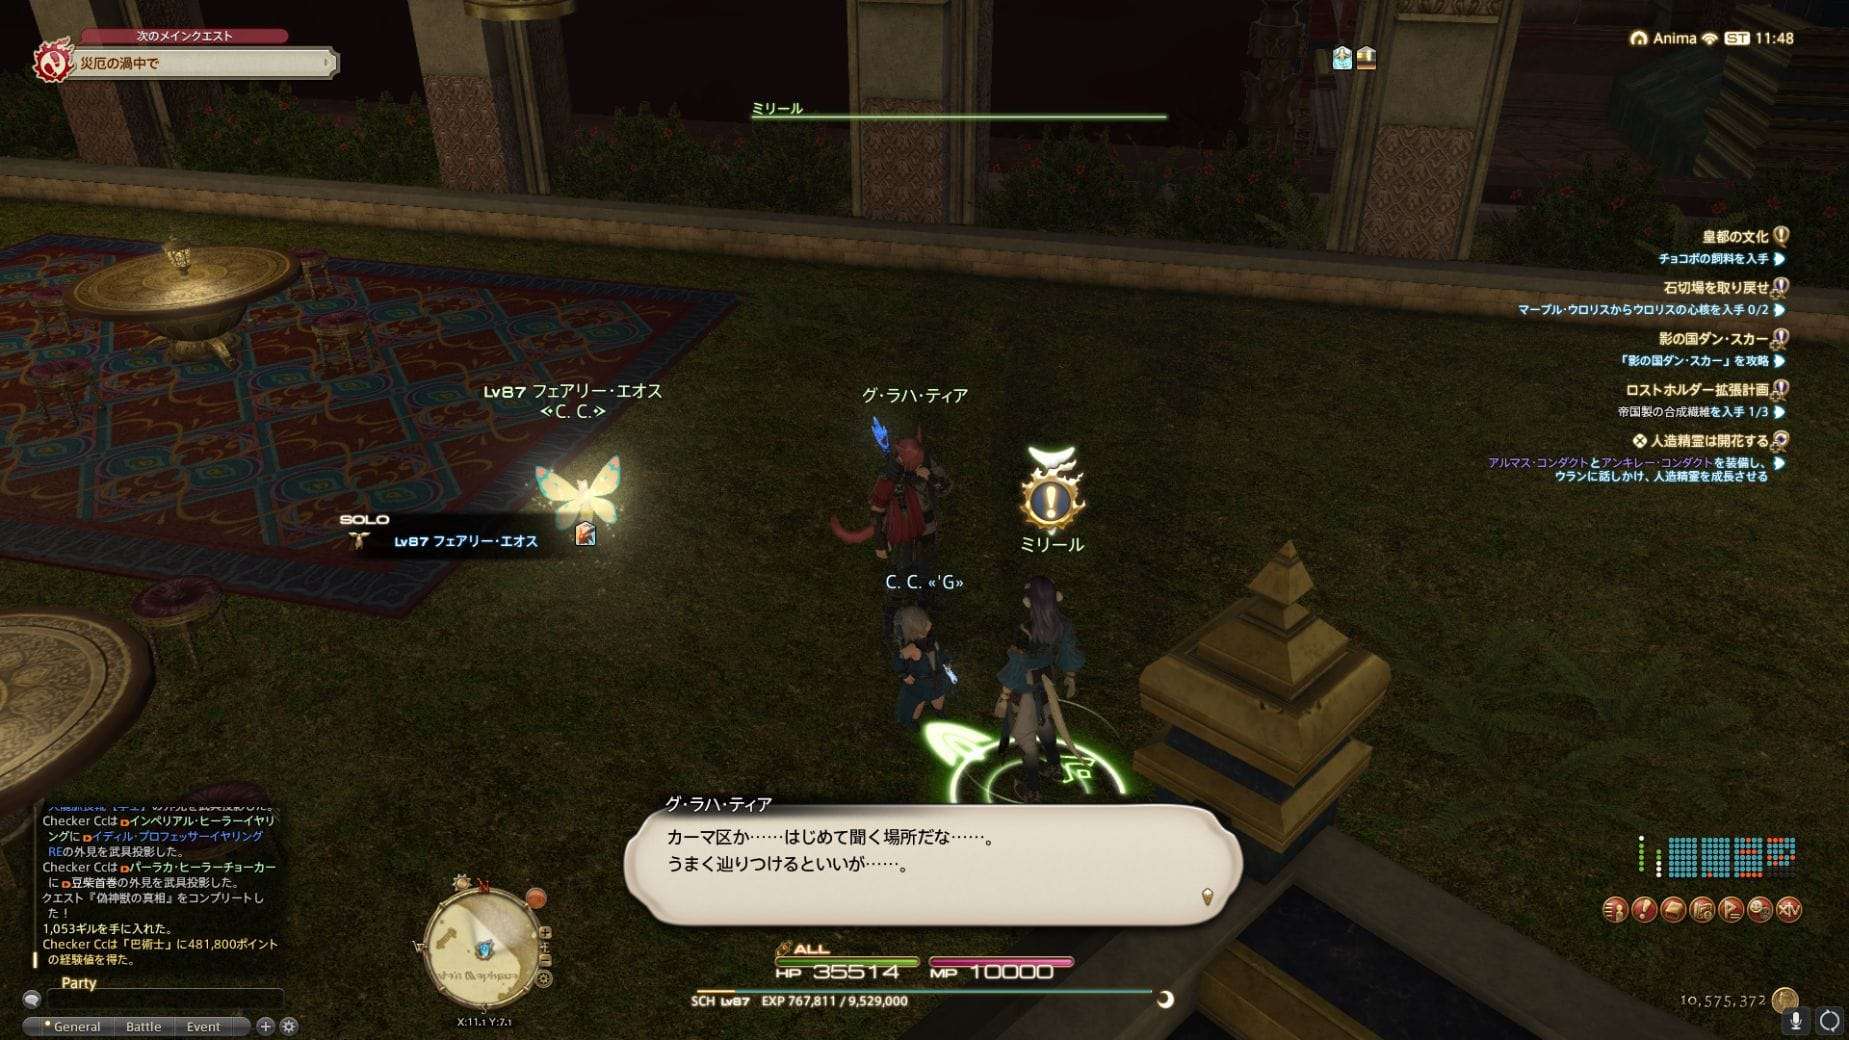 次のメインクエスト
災厄の渦中で
Anima ST 11:48
ミリール
皇都の文化
チョコボの飼料を入手
石切場を取り戻せ
マーブル・ウロリスからウロリスの心核を入手 0/2
影の国ダン・スカー
「影の国ダン・スカー」を攻略
ロストホルダー拡張計画
帝国製の合成繊維を入手 1/3
人造精霊は開花する
アルマス・コンダクトとアンキレー・コンダクトを装備し、
ウランに話しかけ、人造精霊を成長させる
Lv87 フェアリー・エオス
«C. C.»
グ・ラハ・ティア
SOLO
Lv87 フェアリー・エオス
ミリール
C. C. «'G»
グ・ラハ・ティア
カーマ区か……はじめて聞く場所だな……。
うまく辿りつけるといいが……。
の外見を武具投影した。
Checker Ccは インペリアル・ヒーラーイヤリ
ングに イディル・プロフェッサーイヤリング
REの外見を武具投影した。
Checker Ccは パーラカ・ヒーラーチョーカー
に 豆柴首巻の外見を武具投影した。
クエスト『偽神獣の真相』をコンプリートし
た！
1,053ギルを手に入れた。
Checker Ccは「巴術士」に481,800ポイント
の経験値を得た。
Party
General Battle Event
N
X:11.1 Y:7.1
ALL
HP 35514 MP 10000
SCH Lv87 EXP 767,811 / 9,529,000
XIV
10,575,372